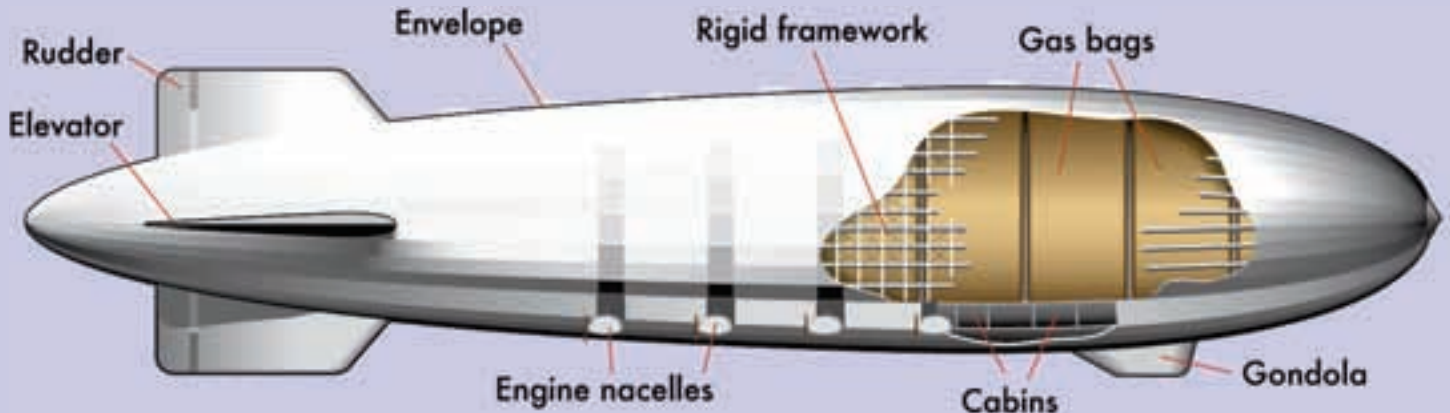 Rudder
Envelope
Rigid framework
Gas bags
Elevator
Engine nacelles
Cabins
Gondola